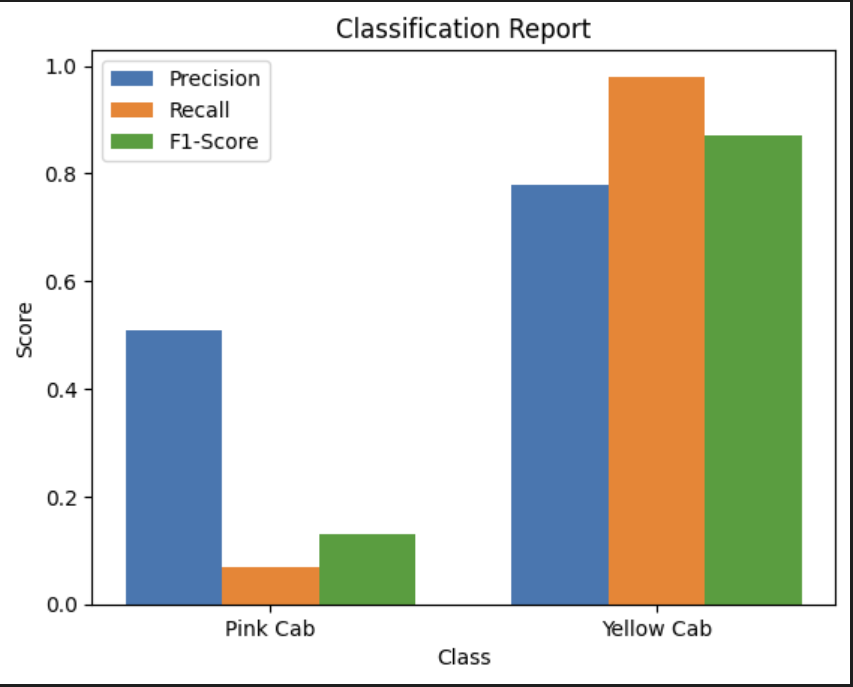 Classification Report
Precision
Recall
F1-Score
1.0
0.8
0.6
0.4
0.2
0.0
Score
Pink Cab
Yellow Cab
Class